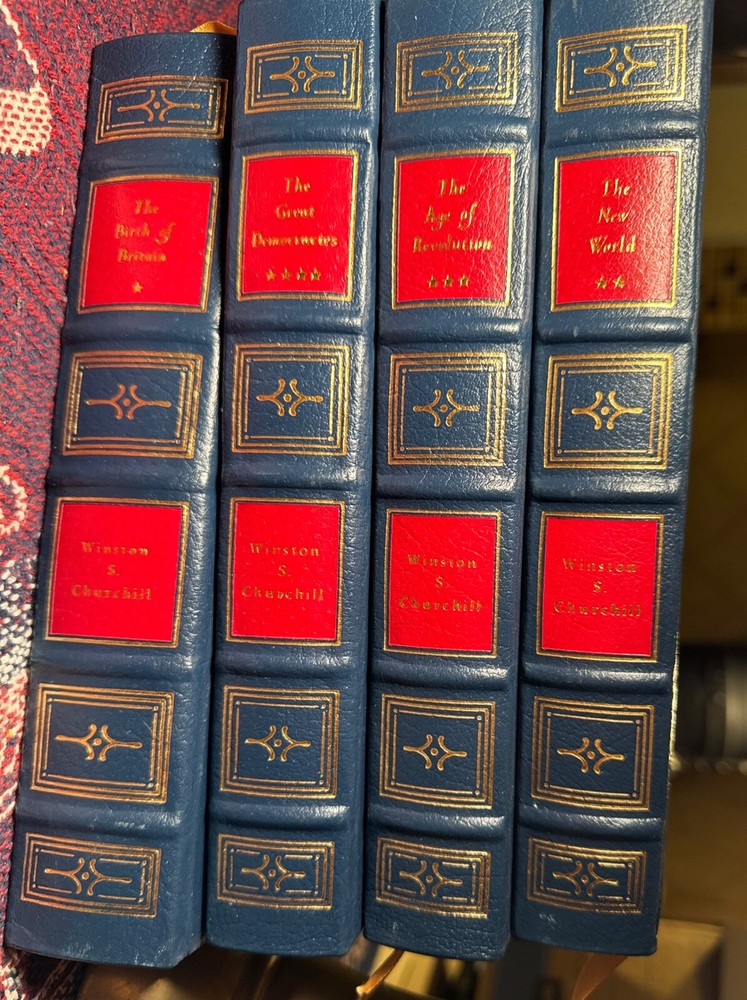 The
Birth of
Britain
★
Winston
S.
Churchill
The
Great
Democracies
★★★★
Winston
S.
Churchill
The
Age of
Revolution
★★★
Winston
S.
Churchill
The
New
World
★★
Winston
S.
Churchill